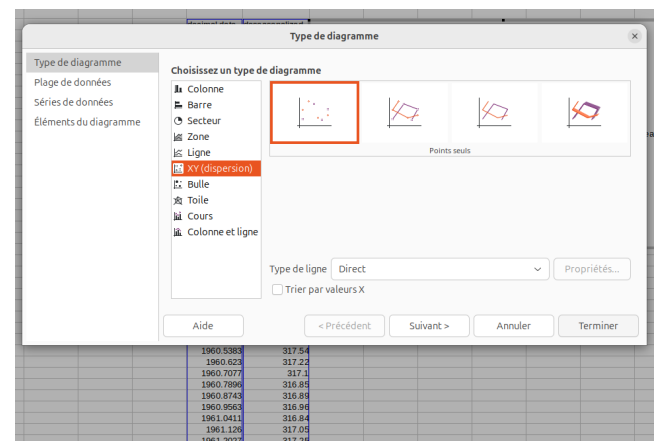 Type de diagramme
Type de diagramme
Plage de données
Séries de données
Éléments du diagramme
Choisissez un type de diagramme
Colonne
Barre
Secteur
Zone
Ligne
XY (dispersion)
Bulle
Toile
Cours
Colonne et ligne
Points seuls
Type de ligne Direct Propriétés...
Trier par valeurs X
Aide < Précédent Suivant > Annuler Terminer
1960.5383 317.54
1960.623 317.22
1960.7077 317.1
1960.7896 316.85
1960.8743 316.89
1960.9563 316.96
1961.0411 316.84
1961.126 317.05
1961.2027 317.28